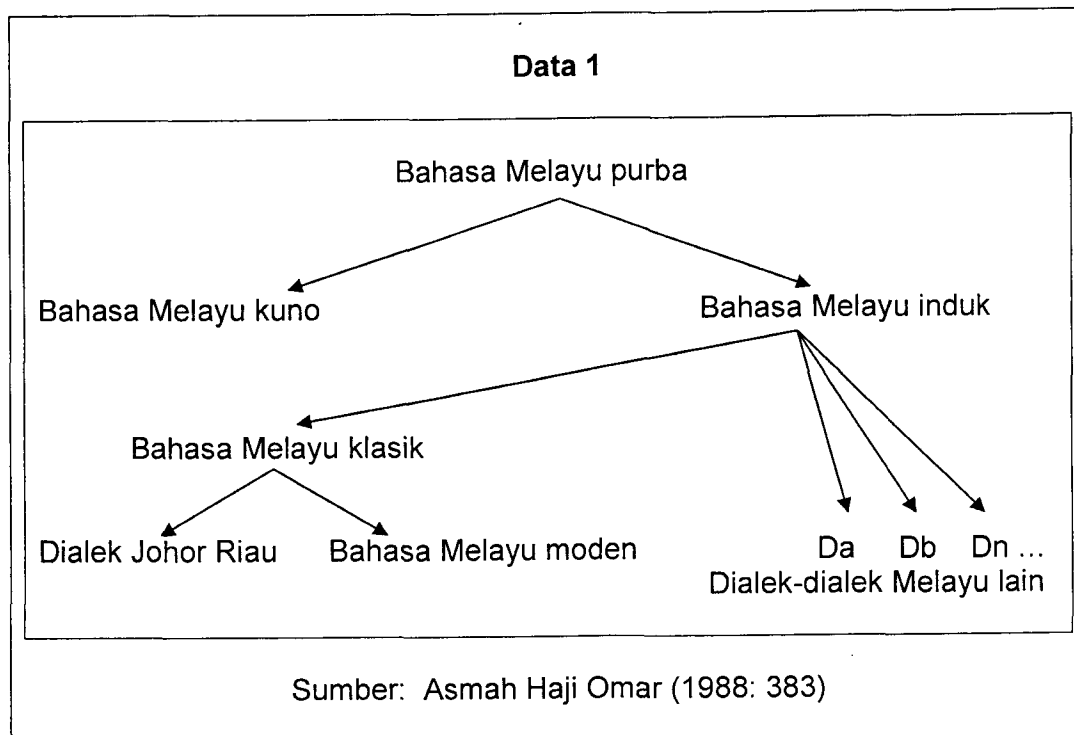 Data 1
Bahasa Melayu purba
Bahasa Melayu kuno
Bahasa Melayu induk
Bahasa Melayu klasik
Dialek Johor Riau
Bahasa Melayu moden
Da Db Dn ...
Dialek-dialek Melayu lain
Sumber: Asmah Haji Omar (1988: 383)